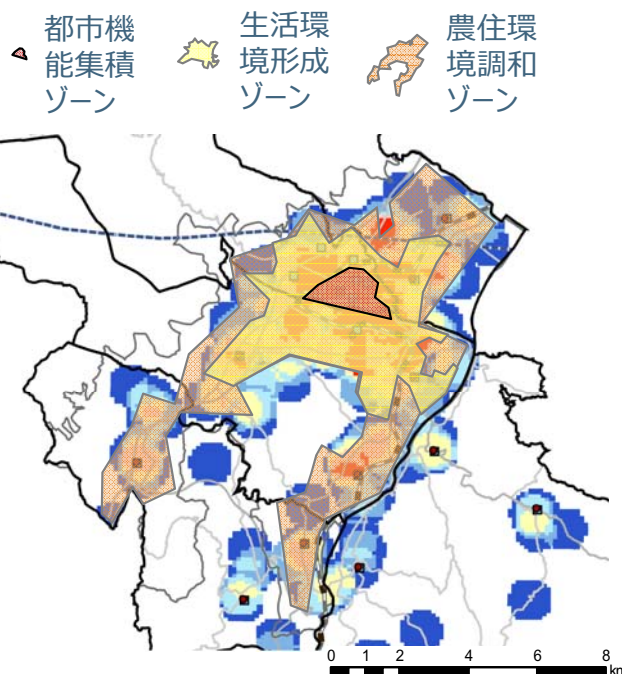 都市機
能集積
ゾーン
生活環
境形成
ゾーン
農住環
境調和
ゾーン
0 1 2 4 6 8
km